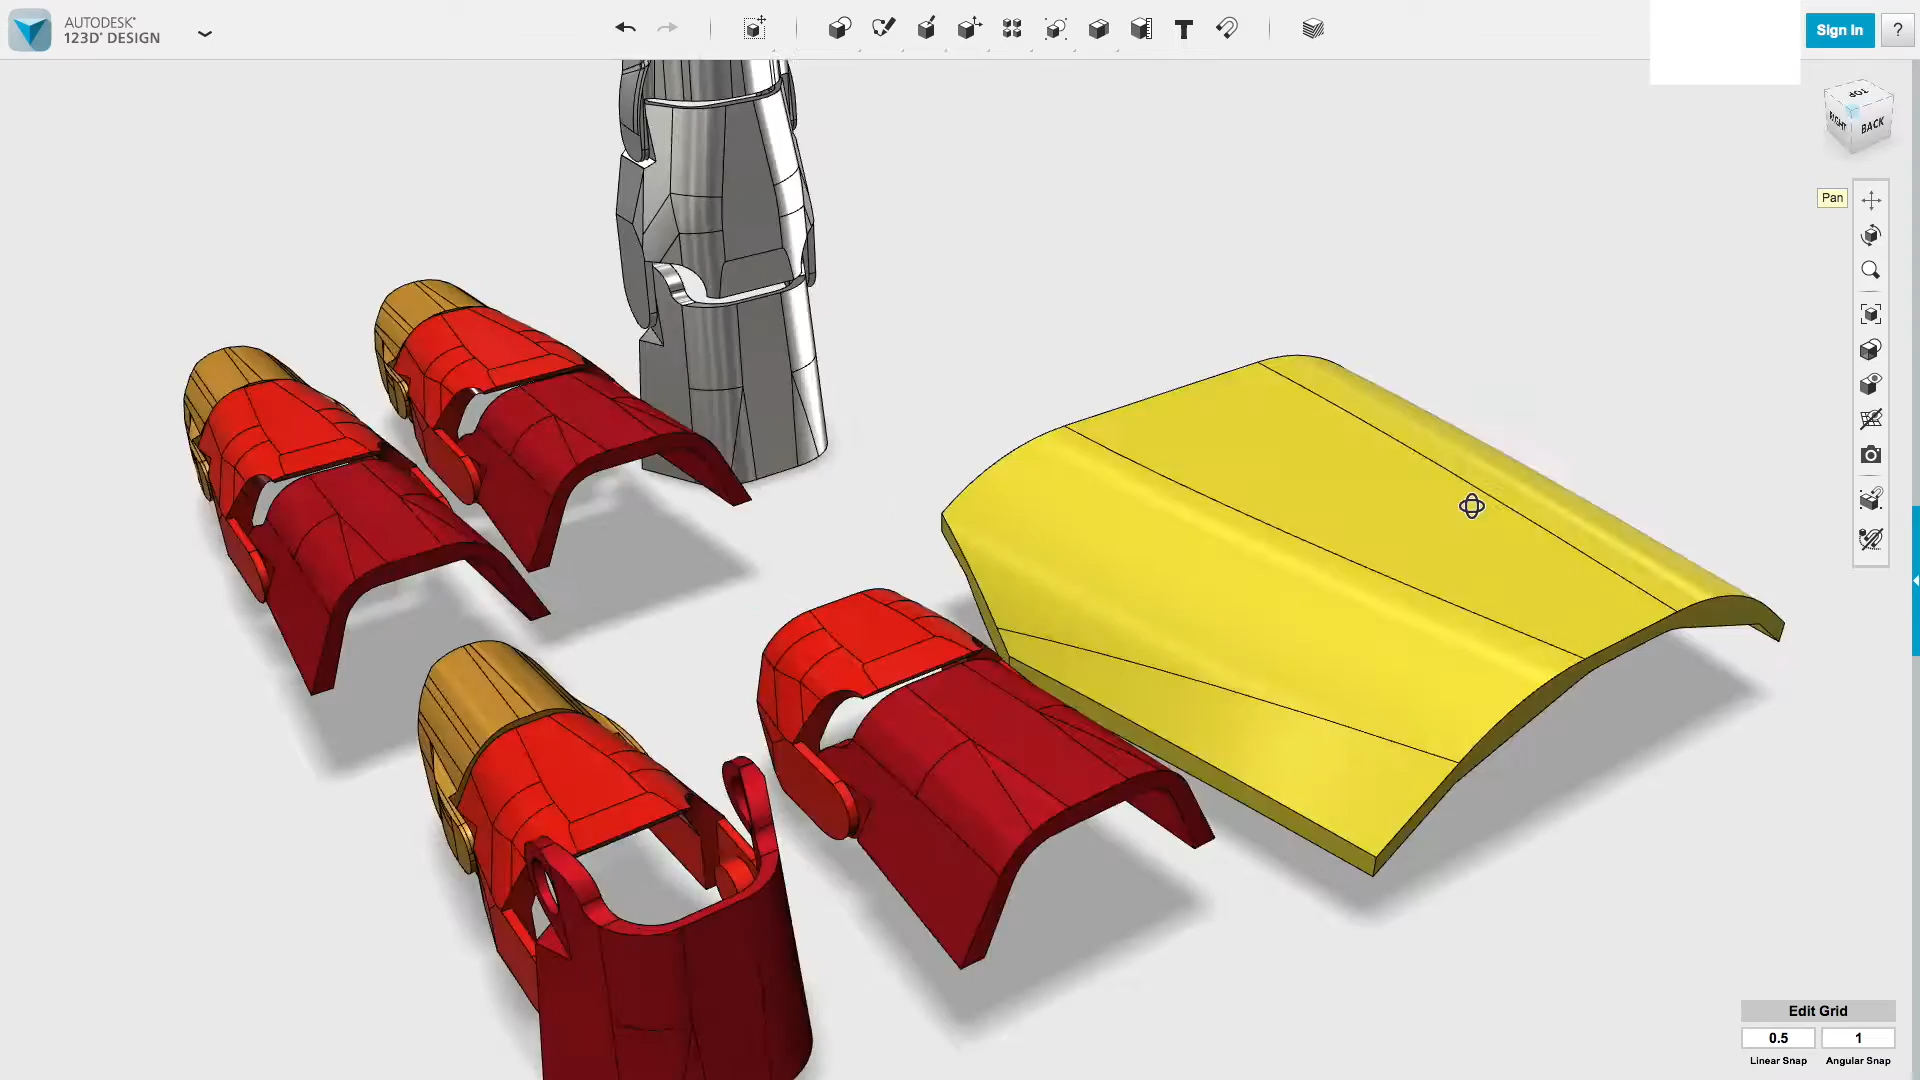 AUTODESK®
123D® DESIGN
T
Sign In
?
TOP
RIGHT
BACK
Pan
Edit Grid
0.5
1
Linear Snap
Angular Snap